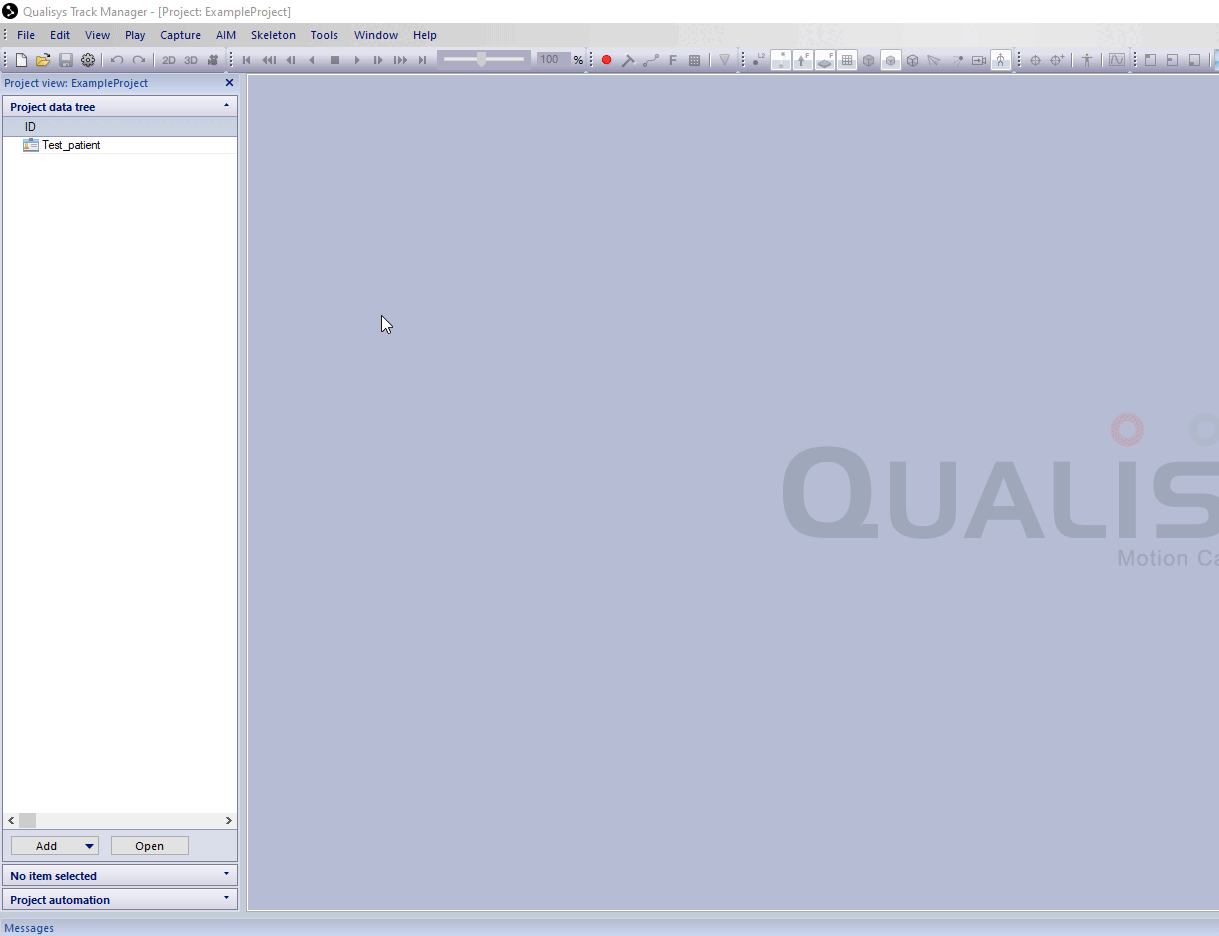 Qualisys Track Manager - [Project: ExampleProject]
File Edit View Play Capture AIM Skeleton Tools Window Help
2D 3D 100 % F L2 F F
Project view: ExampleProject
Project data tree
ID
Test_patient
QUALIS
Motion Ca
Add Open
No item selected
Project automation
Messages